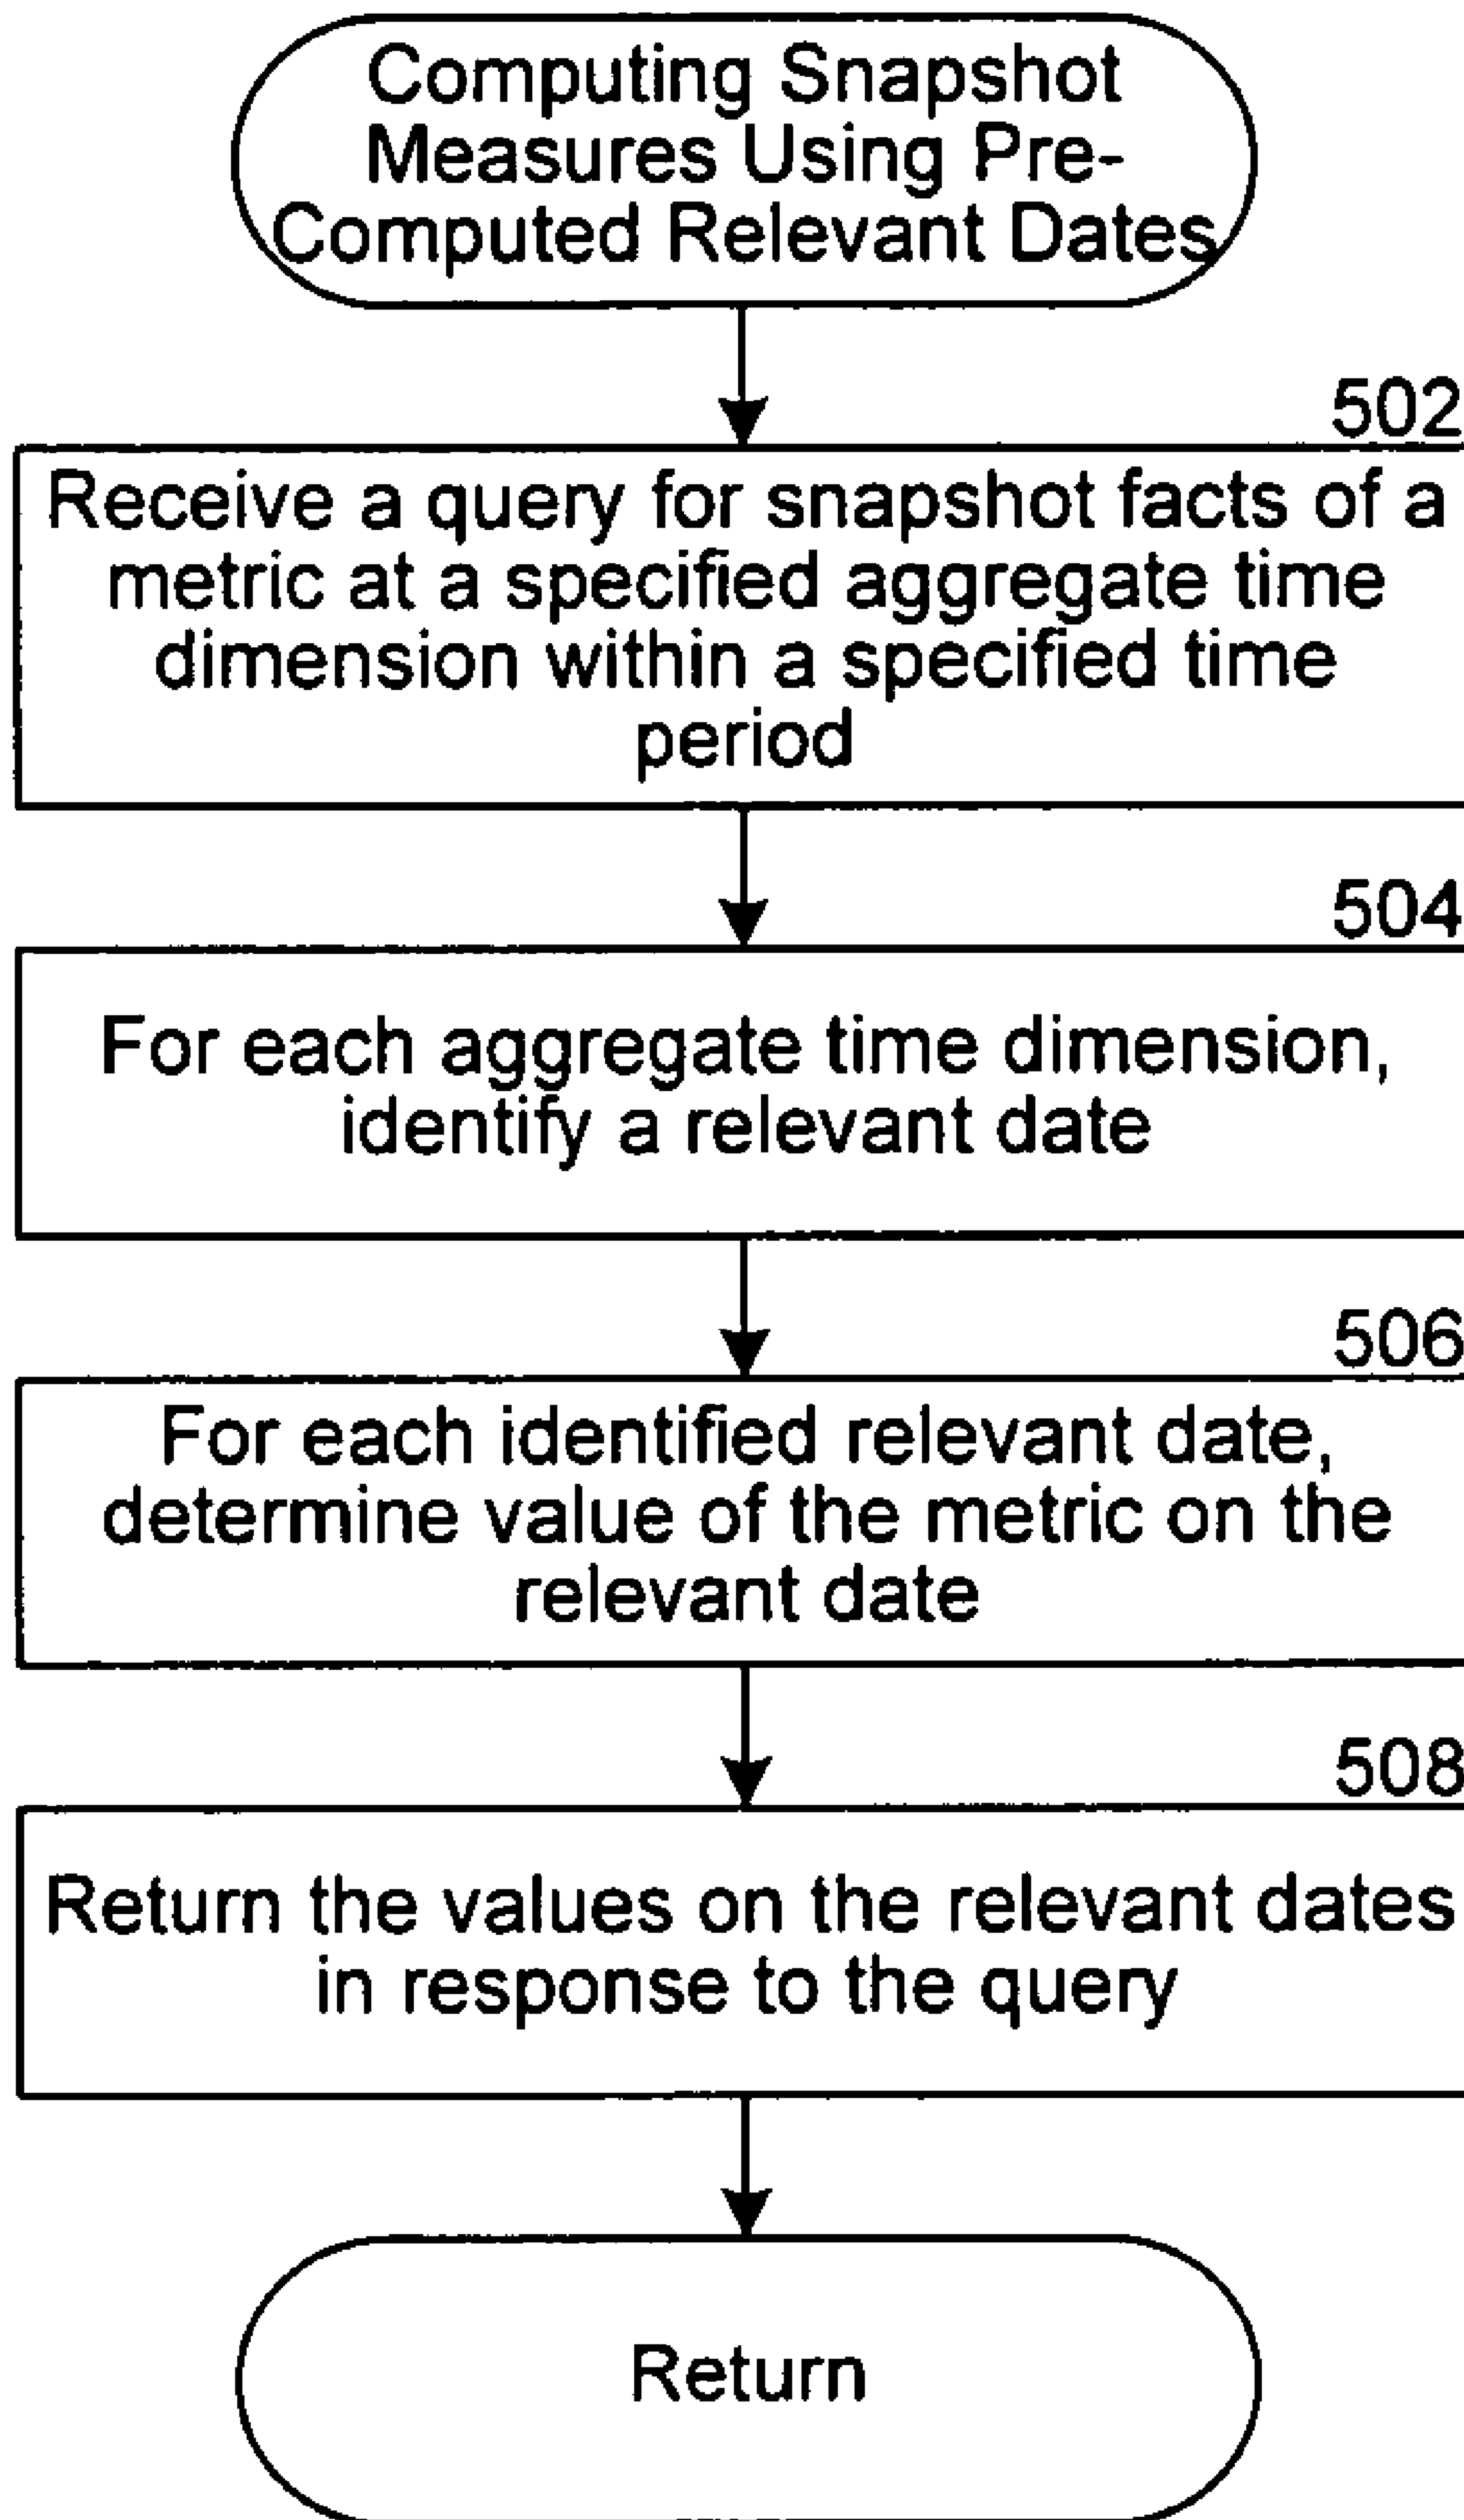 Computing Snapshot
Measures Using Pre-
Computed Relevant Dates
502
Receive a query for snapshot facts of a
metric at a specified aggregate time
dimension within a specified time
period
504
For each aggregate time dimension,
identify a relevant date
506
For each identified relevant date,
determine value of the metric on the
relevant date
508
Return the values on the relevant dates
in response to the query
Return